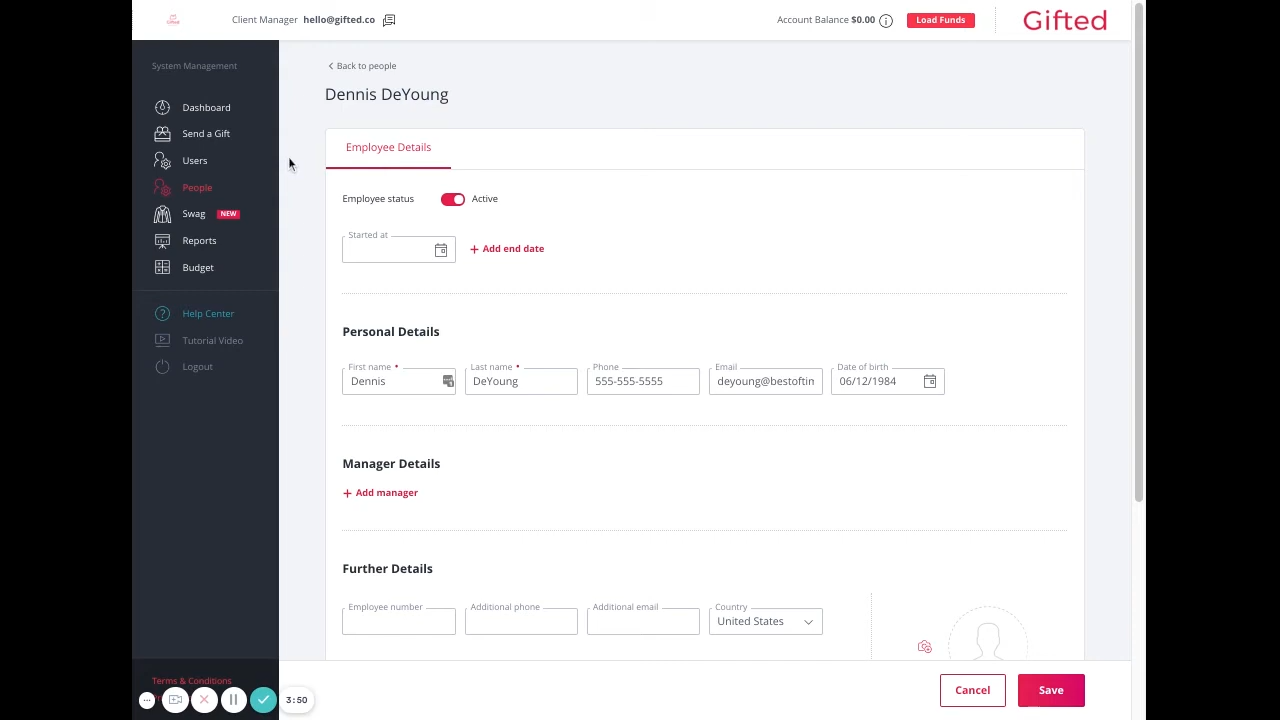 Gifted
Client Manager hello@gifted.co
Account Balance $0.00
Load Funds
Gifted
System Management
Dashboard
Send a Gift
Users
People
Swag NEW
Reports
Budget
Help Center
Tutorial Video
Logout
Terms & Conditions
3:50
Back to people
Dennis DeYoung
Employee Details
Employee status
Active
Started at
+ Add end date
Personal Details
First name *
Dennis
Last name *
DeYoung
Phone
555-555-5555
Email
deyoung@bestoftin
Date of birth
06/12/1984
Manager Details
+ Add manager
Further Details
Employee number
Additional phone
Additional email
Country
United States
Cancel
Save